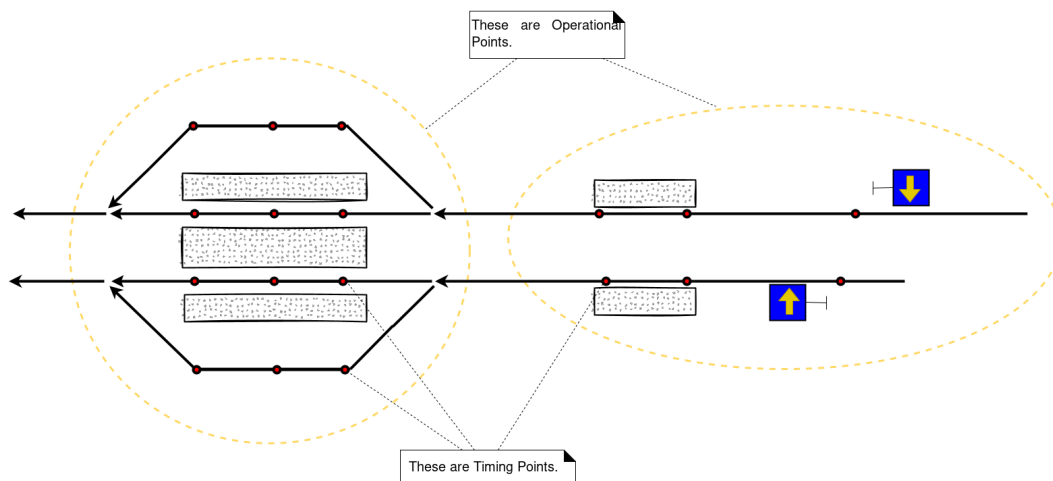 These are Operational
Points.
These are Timing Points.